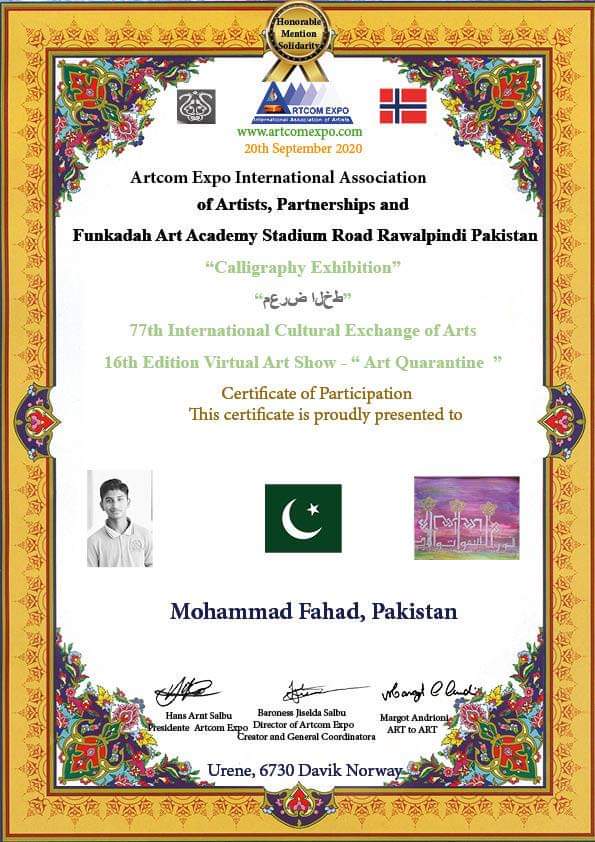 Honorable
Mention
Solidarity
ARTCOM EXPO
International Association of Artists
www.artcomexpo.com
20th September 2020
Artcom Expo International Association
of Artists, Partnerships and
Funkadah Art Academy Stadium Road Rawalpindi Pakistan
“Calligraphy Exhibition”
“معرض الخط”
77th International Cultural Exchange of Arts
16th Edition Virtual Art Show - “ Art Quarantine ”
Certificate of Participation
This certificate is proudly presented to
Mohammad Fahad, Pakistan
Hans Arnt Salbu
Presidente Artcom Expo
Baroness Jiselda Salbu
Director of Artcom Expo
Creator and General Coordinatora
Margot Andrioni
ART to ART
Urene, 6730 Davik Norway